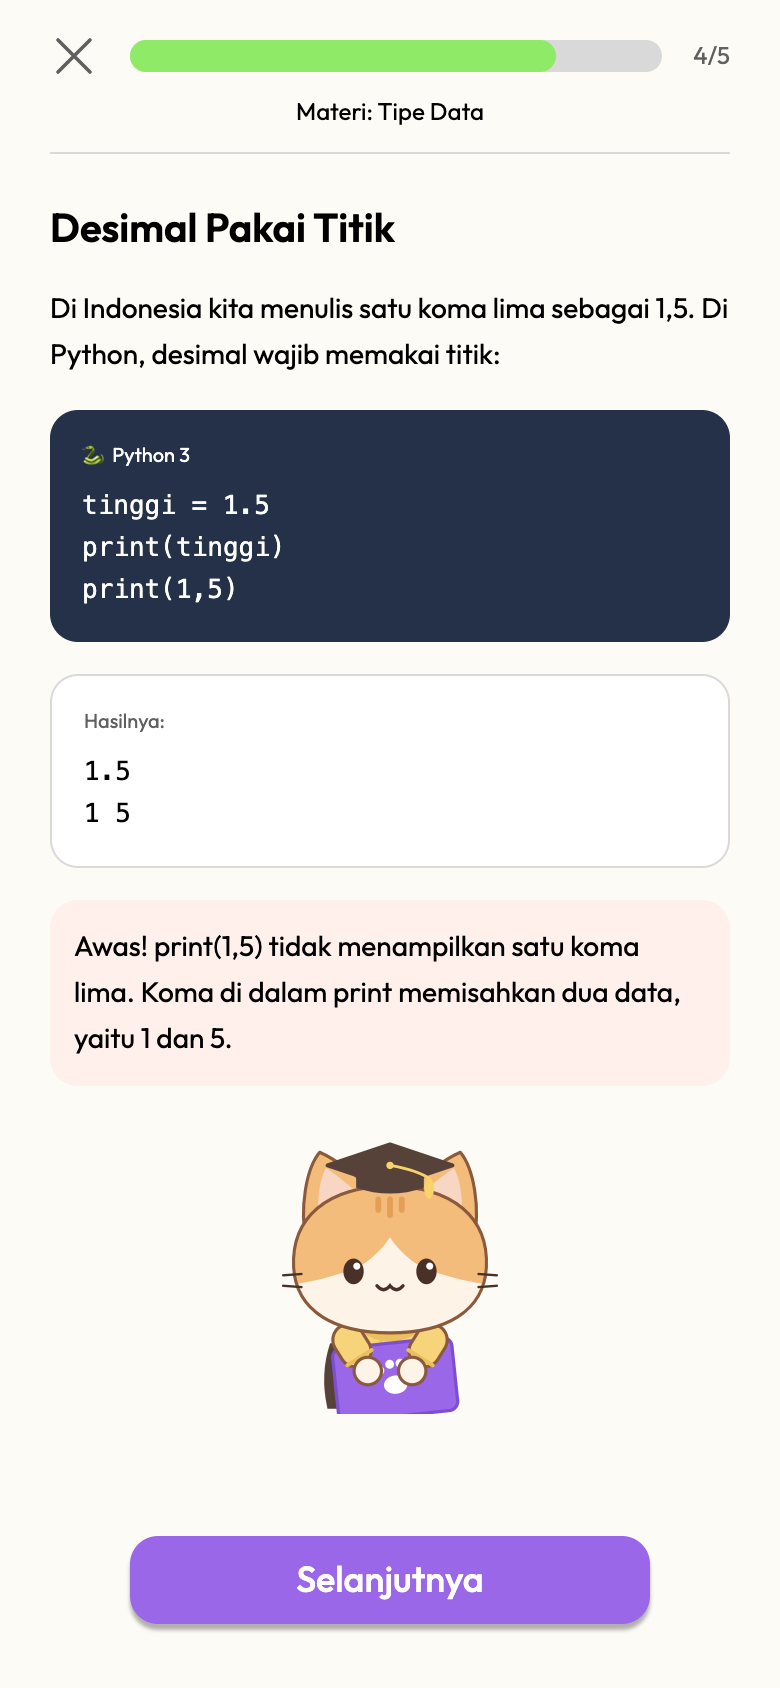 4/5
Materi: Tipe Data
Desimal Pakai Titik
Di Indonesia kita menulis satu koma lima sebagai 1,5. Di
Python, desimal wajib memakai titik:
Python 3
tinggi = 1.5
print(tinggi)
print(1,5)
Hasilnya:
1.5
1 5
Awas! print(1,5) tidak menampilkan satu koma
lima. Koma di dalam print memisahkan dua data,
yaitu 1 dan 5.
Selanjutnya